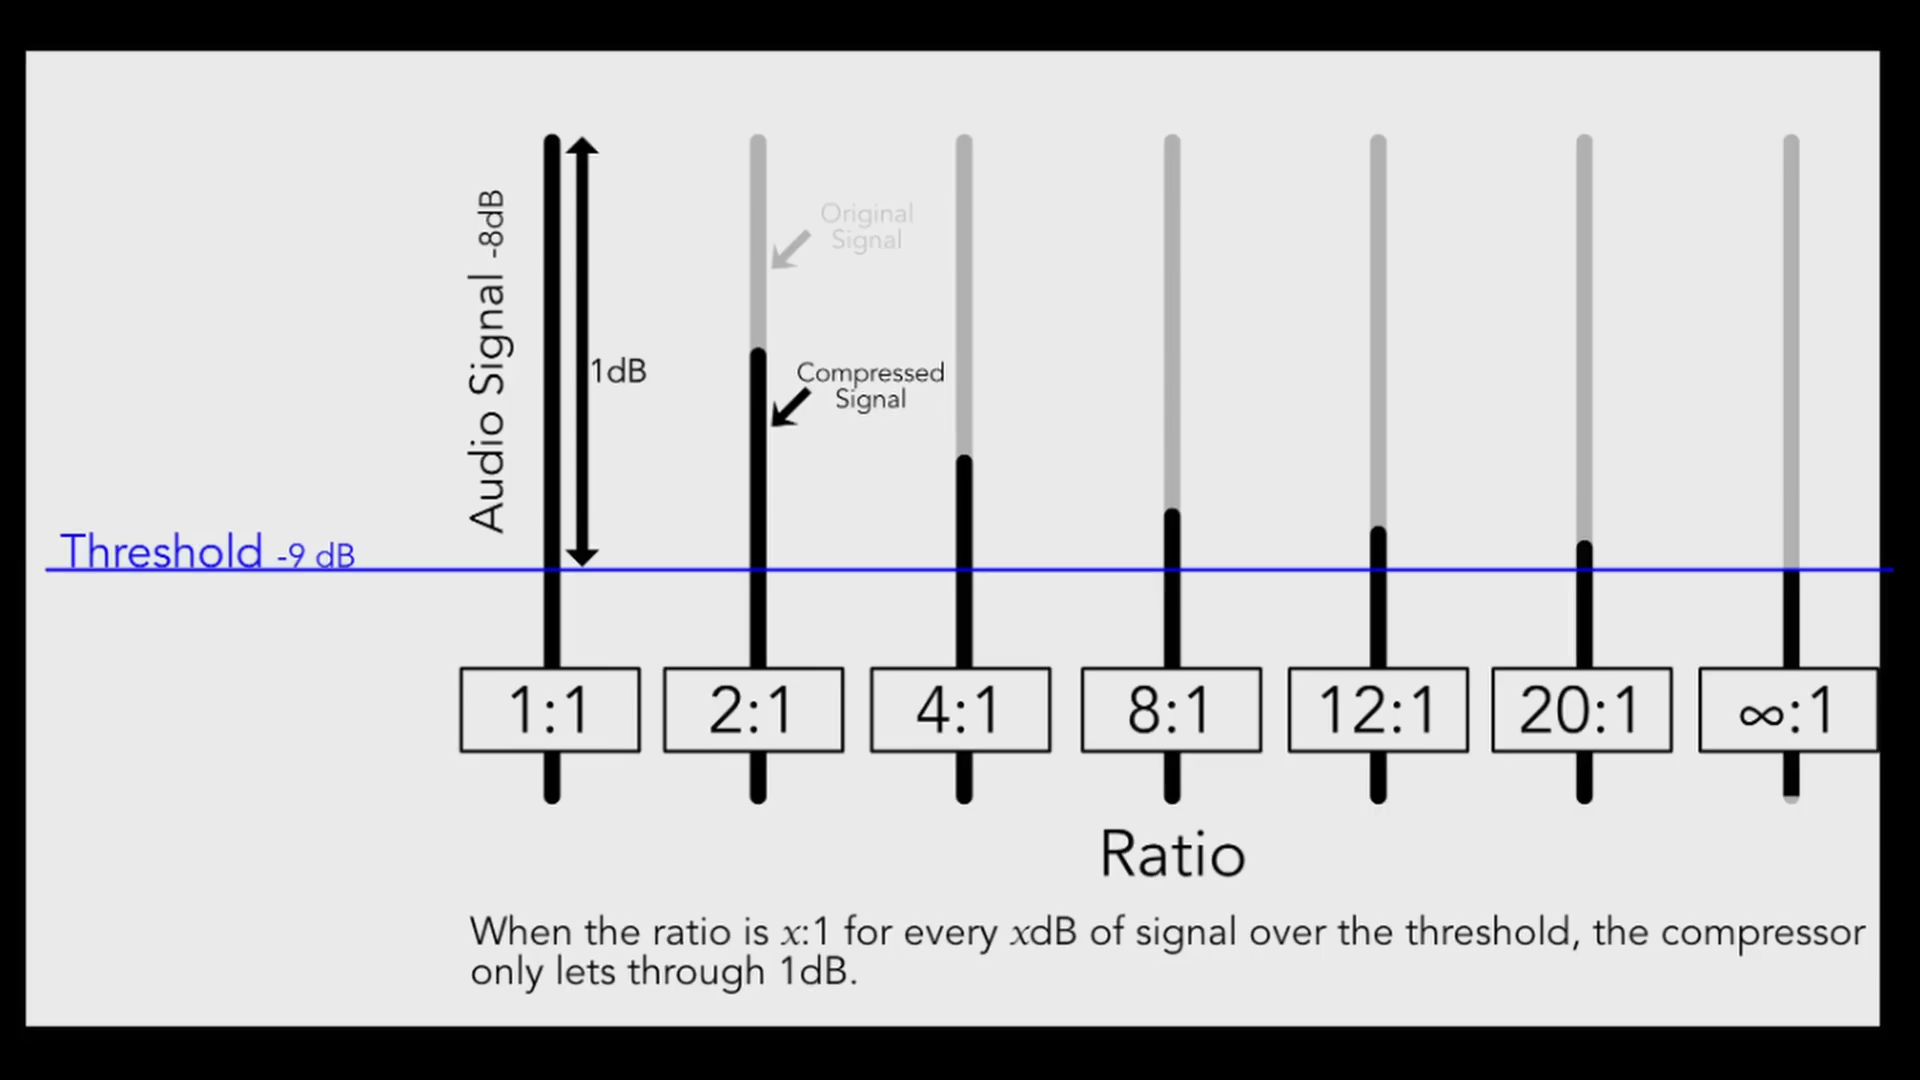 Audio Signal -8dB
1dB
Original
Signal
Compressed
Signal
Threshold -9 dB
1:1
2:1
4:1
8:1
12:1
20:1
∞:1
Ratio
When the ratio is x:1 for every xdB of signal over the threshold, the compressor
only lets through 1dB.